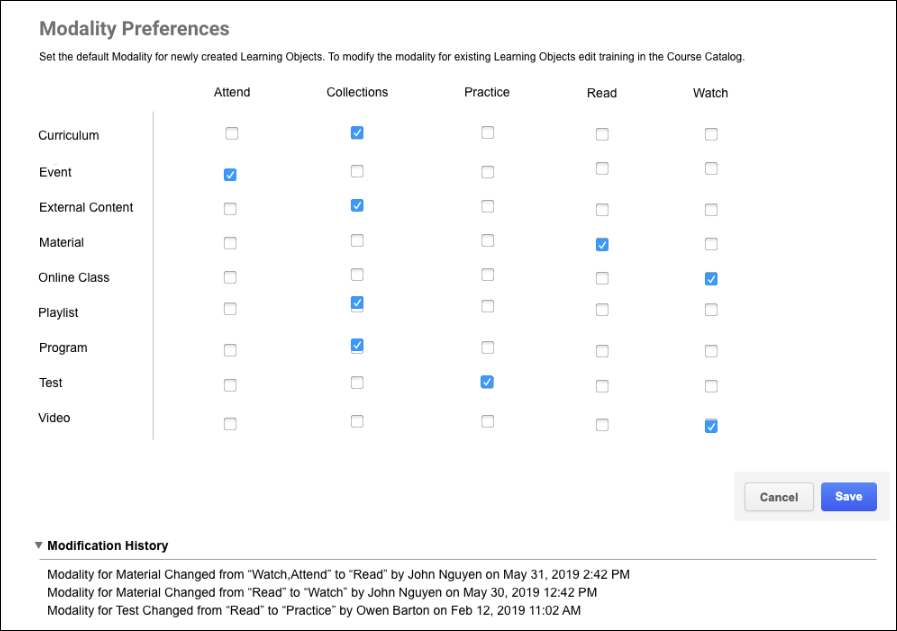 Modality Preferences
Set the default Modality for newly created Learning Objects. To modify the modality for existing Learning Objects edit training in the Course Catalog.
Attend Collections Practice Read Watch
Curriculum
Event
External Content
Material
Online Class
Playlist
Program
Test
Video
Cancel Save
Modification History
Modality for Material Changed from “Watch,Attend” to “Read” by John Nguyen on May 31, 2019 2:42 PM
Modality for Material Changed from “Read” to “Watch” by John Nguyen on May 30, 2019 12:42 PM
Modality for Test Changed from “Read” to “Practice” by Owen Barton on Feb 12, 2019 11:02 AM